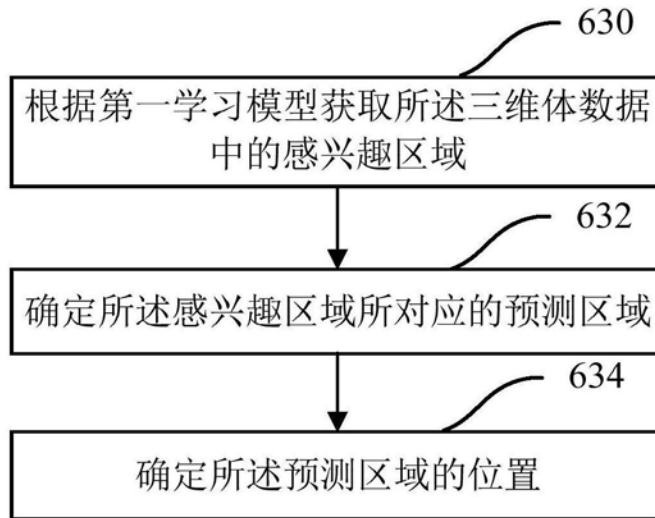 630
根据第一学习模型获取所述三维体数据
中的感兴趣区域
632
确定所述感兴趣区域所对应的预测区域
634
确定所述预测区域的位置